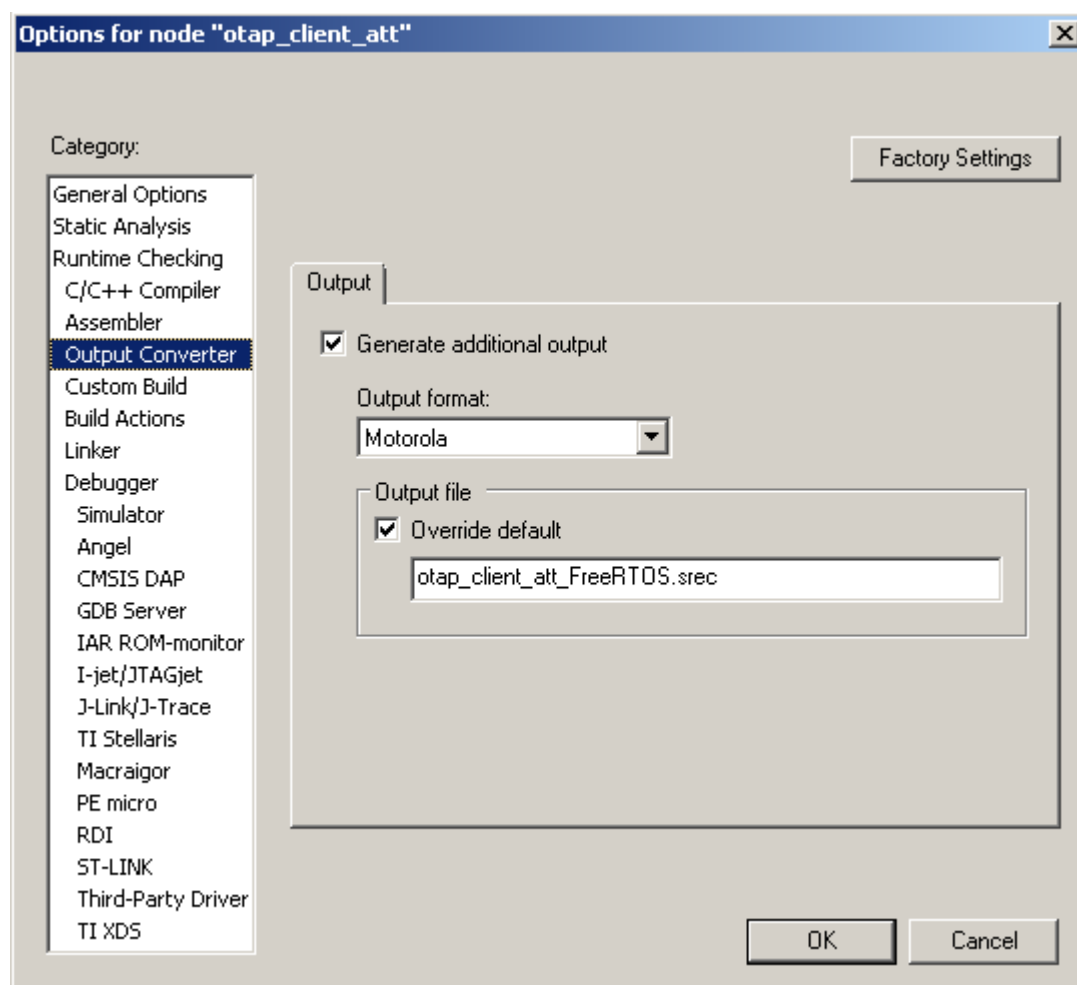 Options for node "otap_client_att"
Category:
Factory Settings
General Options
Static Analysis
Runtime Checking
C/C++ Compiler
Assembler
Output Converter
Custom Build
Build Actions
Linker
Debugger
Simulator
Angel
CMSIS DAP
GDB Server
IAR ROM-monitor
I-jet/JTAGjet
J-Link/J-Trace
TI Stellaris
Macraigor
PE micro
RDI
ST-LINK
Third-Party Driver
TI XDS
Output
Generate additional output
Output format:
Motorola
Output file
Override default
otap_client_att_FreeRTOS.srec
OK
Cancel